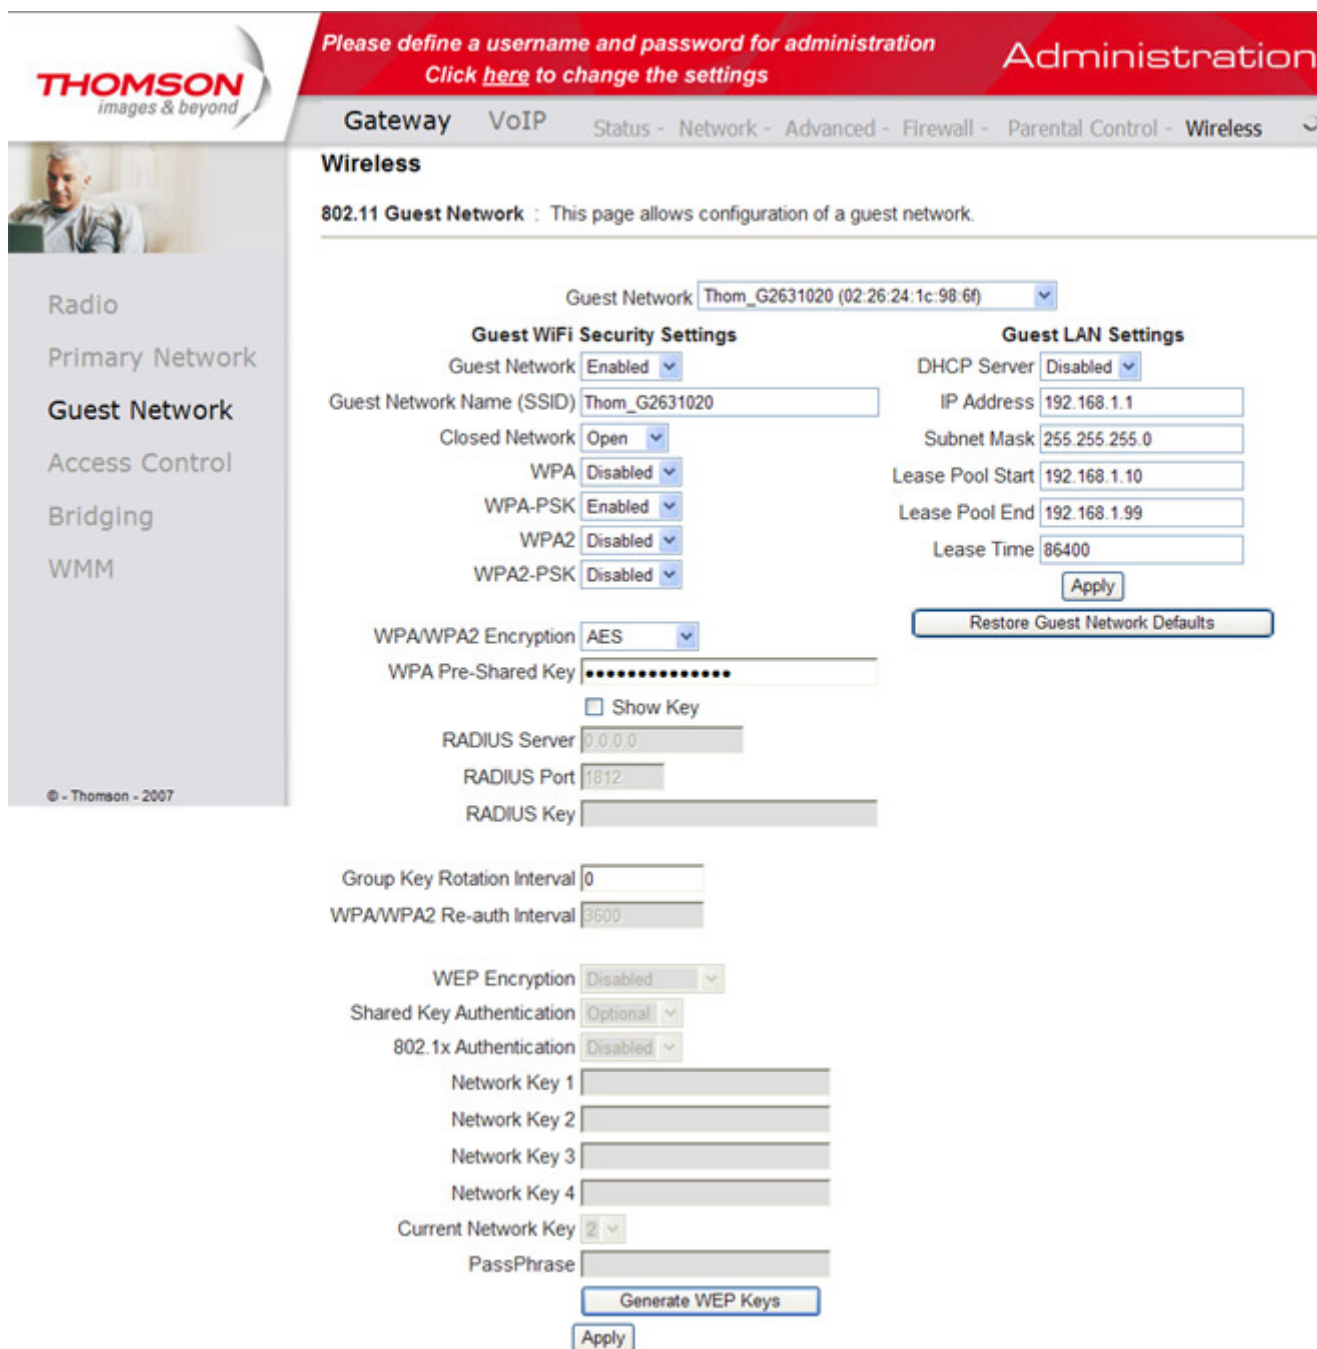 THOMSON
images & beyond
Please define a username and password for administration
Click here to change the settings
Administration
Gateway VoIP Status - Network - Advanced - Firewall - Parental Control - Wireless
Wireless
802.11 Guest Network : This page allows configuration of a guest network.
Radio
Primary Network
Guest Network
Access Control
Bridging
WMM
© - Thomson - 2007
Guest Network Thom_G2631020 (02:26:24:1c:98:6f)
Guest WiFi Security Settings
Guest Network Enabled
Guest Network Name (SSID) Thom_G2631020
Closed Network Open
WPA Disabled
WPA-PSK Enabled
WPA2 Disabled
WPA2-PSK Disabled
WPA/WPA2 Encryption AES
WPA Pre-Shared Key ••••••••••••••
Show Key
RADIUS Server 0.0.0.0
RADIUS Port 1812
RADIUS Key
Group Key Rotation Interval 0
WPA/WPA2 Re-auth Interval 3600
WEP Encryption Disabled
Shared Key Authentication Optional
802.1x Authentication Disabled
Network Key 1
Network Key 2
Network Key 3
Network Key 4
Current Network Key 2
PassPhrase
Generate WEP Keys
Apply
Guest LAN Settings
DHCP Server Disabled
IP Address 192.168.1.1
Subnet Mask 255.255.255.0
Lease Pool Start 192.168.1.10
Lease Pool End 192.168.1.99
Lease Time 86400
Apply
Restore Guest Network Defaults